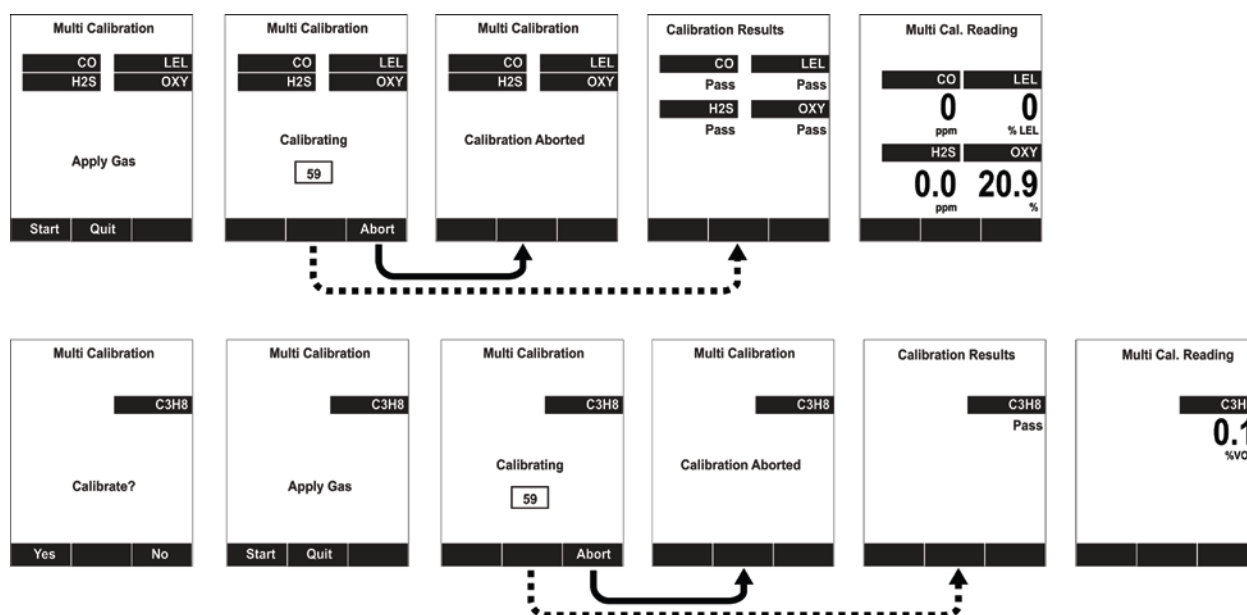 Multi Calibration
CO LEL
H2S OXY
Apply Gas
Start Quit
Multi Calibration
CO LEL
H2S OXY
Calibrating
59
Abort
Multi Calibration
CO LEL
H2S OXY
Calibration Aborted
Calibration Results
CO LEL
Pass Pass
H2S OXY
Pass Pass
Multi Cal. Reading
CO LEL
0 0
ppm % LEL
H2S OXY
0.0 20.9
ppm %
Multi Calibration
C3H8
Calibrate?
Yes No
Multi Calibration
C3H8
Apply Gas
Start Quit
Multi Calibration
C3H8
Calibrating
59
Abort
Multi Calibration
C3H8
Calibration Aborted
Calibration Results
C3H8
Pass
Multi Cal. Reading
C3H
0.1
%VO